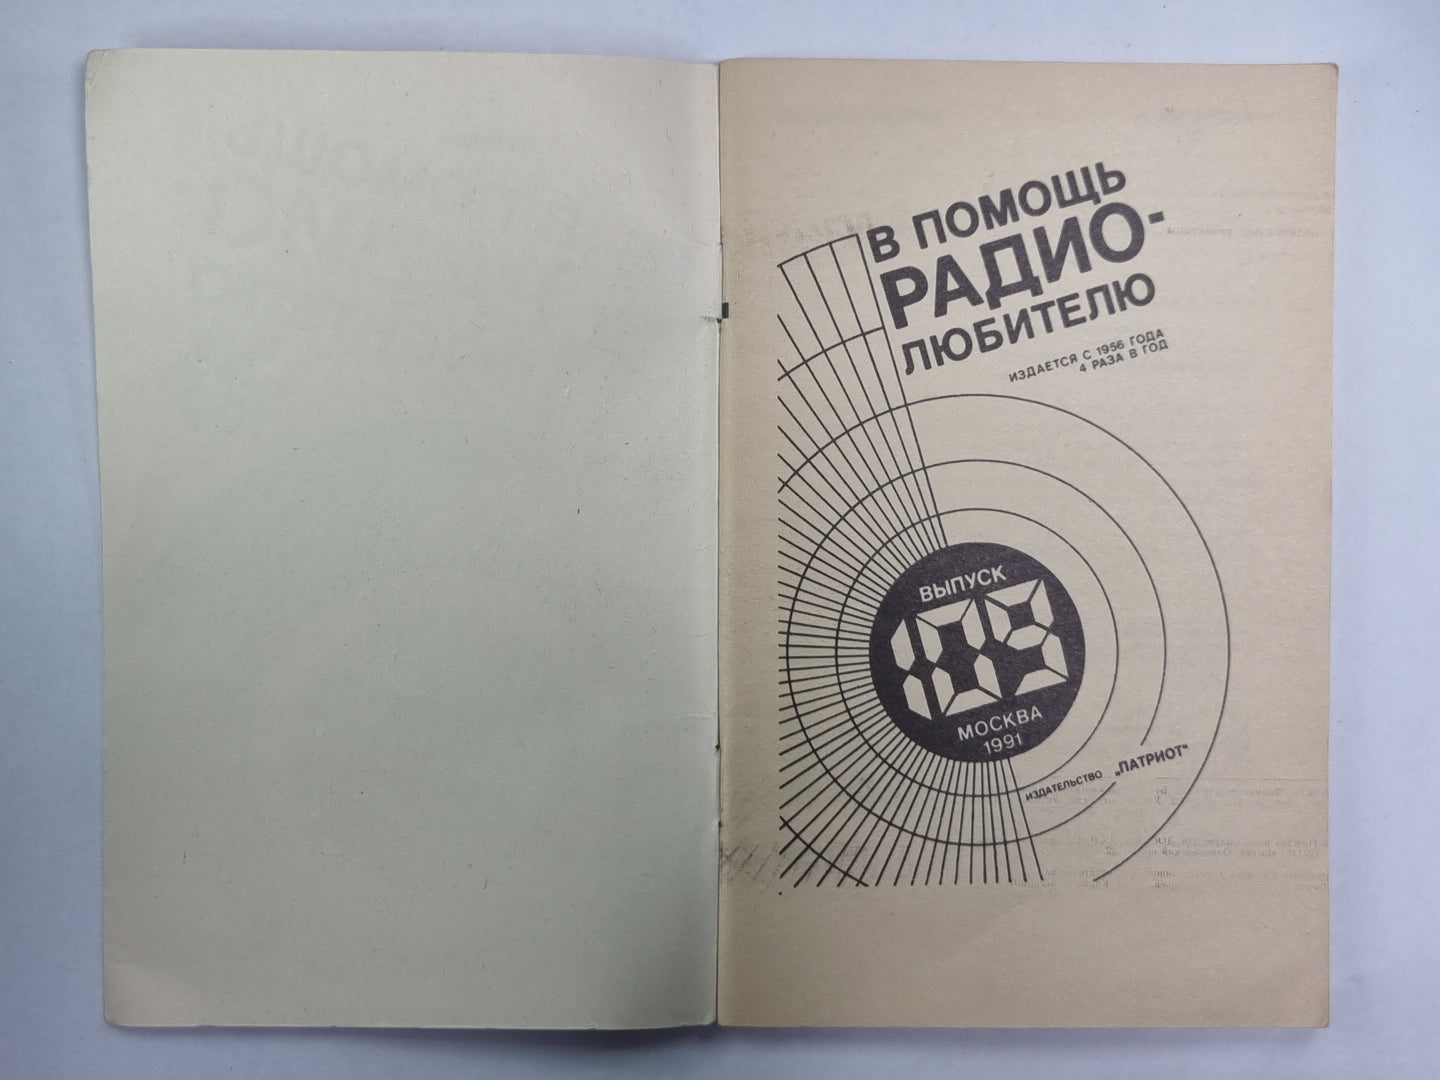 В ПОМОЩЬ
РАДИО-
ЛЮБИТЕЛЮ
ИЗДАЕТСЯ С 1956 ГОДА
4 РАЗА В ГОД
ВЫПУСК
109
МОСКВА
1991
ИЗДАТЕЛЬСТВО „ПАТРИОТ“